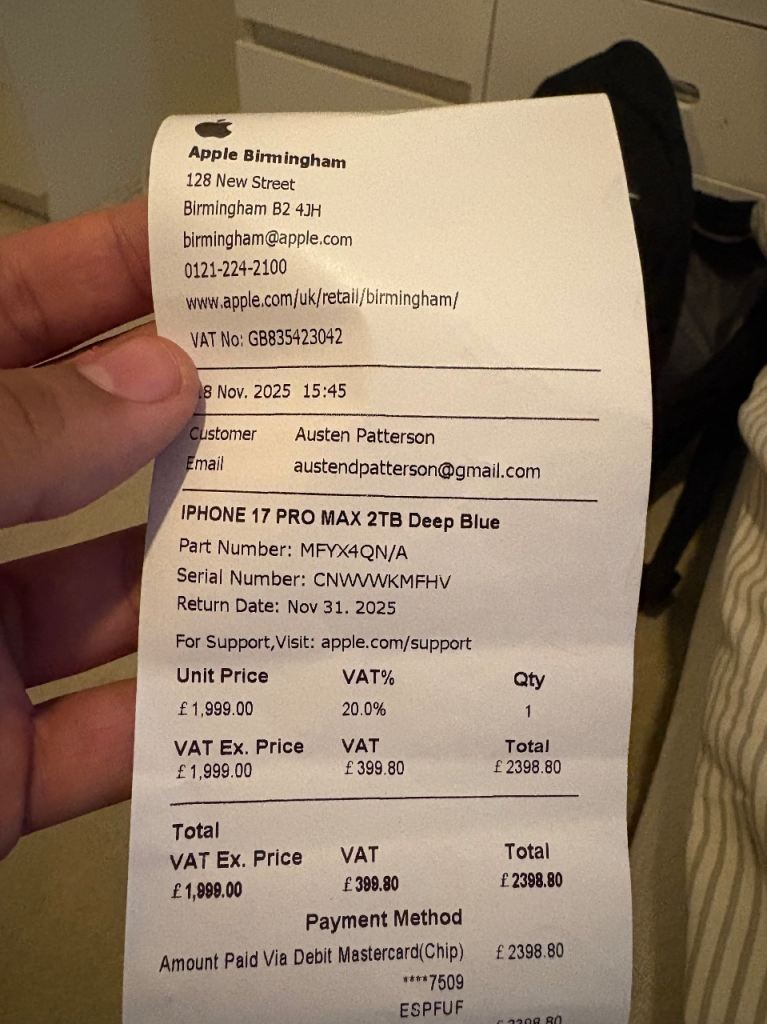 Apple Birmingham
128 New Street
Birmingham B2 4JH
birmingham@apple.com
0121-224-2100
www.apple.com/uk/retail/birmingham/
VAT No: GB835423042
8 Nov. 2025 15:45
Customer Austen Patterson
Email austendpatterson@gmail.com
IPHONE 17 PRO MAX 2TB Deep Blue
Part Number: MFYX4QN/A
Serial Number: CNWVWKMFHV
Return Date: Nov 31. 2025
For Support,Visit: apple.com/support
Unit Price VAT% Qty
£1,999.00 20.0% 1
VAT Ex. Price VAT Total
£1,999.00 £399.80 £2398.80
Total
VAT Ex. Price VAT Total
£1,999.00 £399.80 £2398.80
Payment Method
Amount Paid Via Debit Mastercard(Chip) £2398.80
****7509
ESPFUF